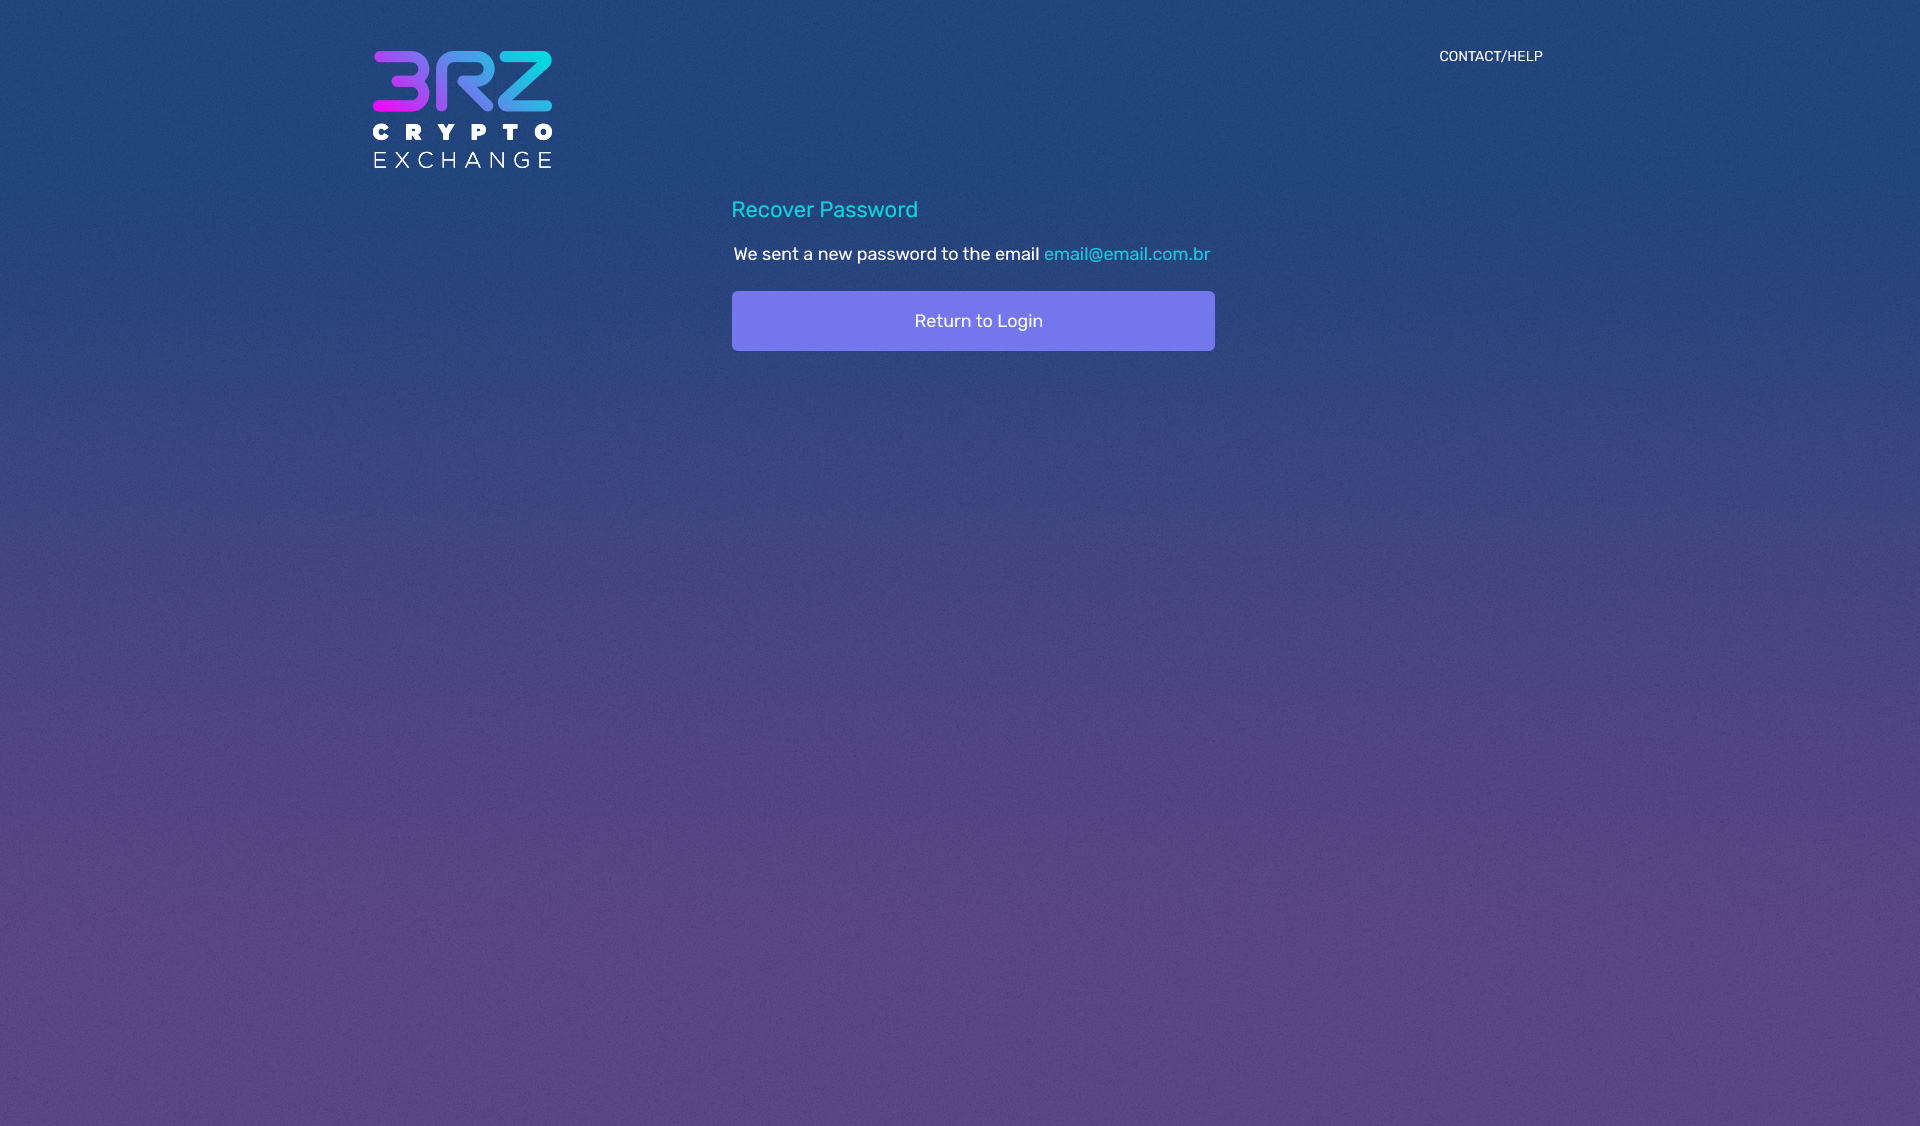 3RZ
CRYPTO
EXCHANGE
CONTACT/HELP
Recover Password
We sent a new password to the email email@email.com.br
Return to Login